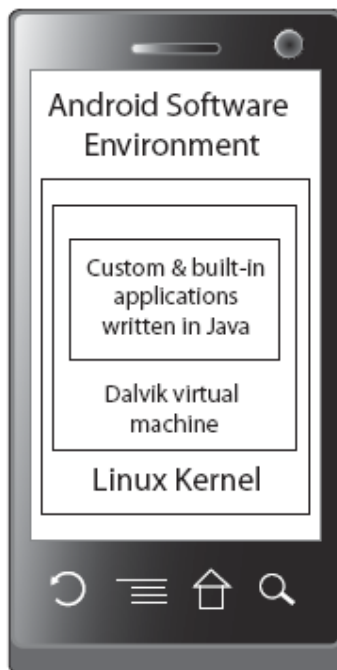 Android Software
Environment
Custom & built-in
applications
written in Java
Dalvik virtual
machine
Linux Kernel